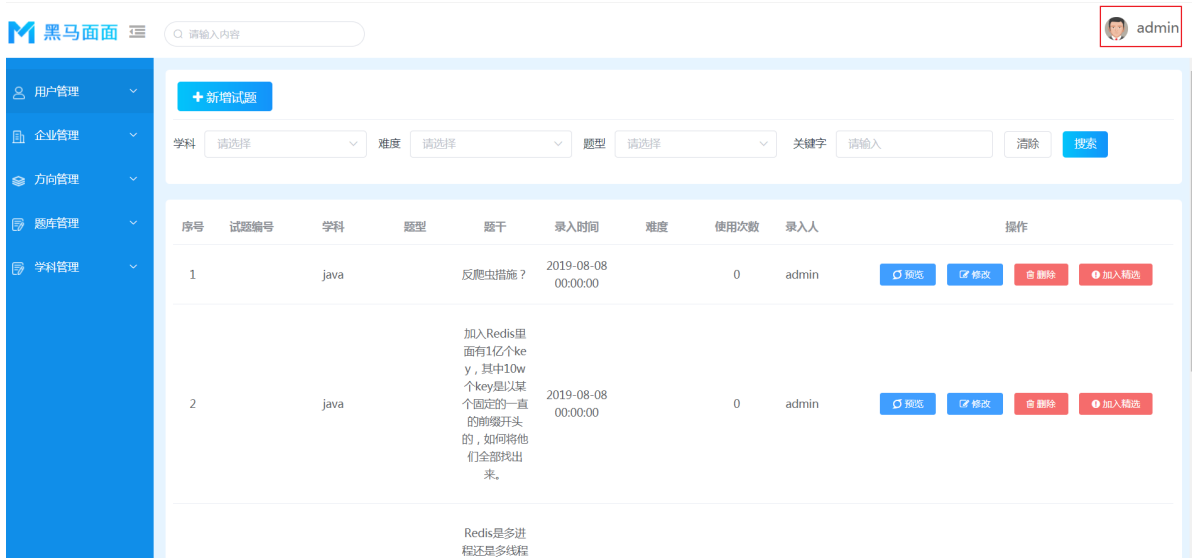 黑马面面
请输入内容
admin
用户管理
企业管理
方向管理
题库管理
学科管理
新增试题
学科 请选择 难度 请选择 题型 请选择 关键字 请输入 清除 搜索
序号 试题编号 学科 题型 题干 录入时间 难度 使用次数 录入人 操作
1 java 反爬虫措施？ 2019-08-08 00:00:00 0 admin 预览 修改 删除 加入精选
加入Redis里
面有1亿个ke
y，其中10w
个key是以某
2 java 个固定的一直 2019-08-08 00:00:00 0 admin 预览 修改 删除 加入精选
的前缀开头
的，如何将他
们全部找出
来。
Redis是多进
程还是多线程